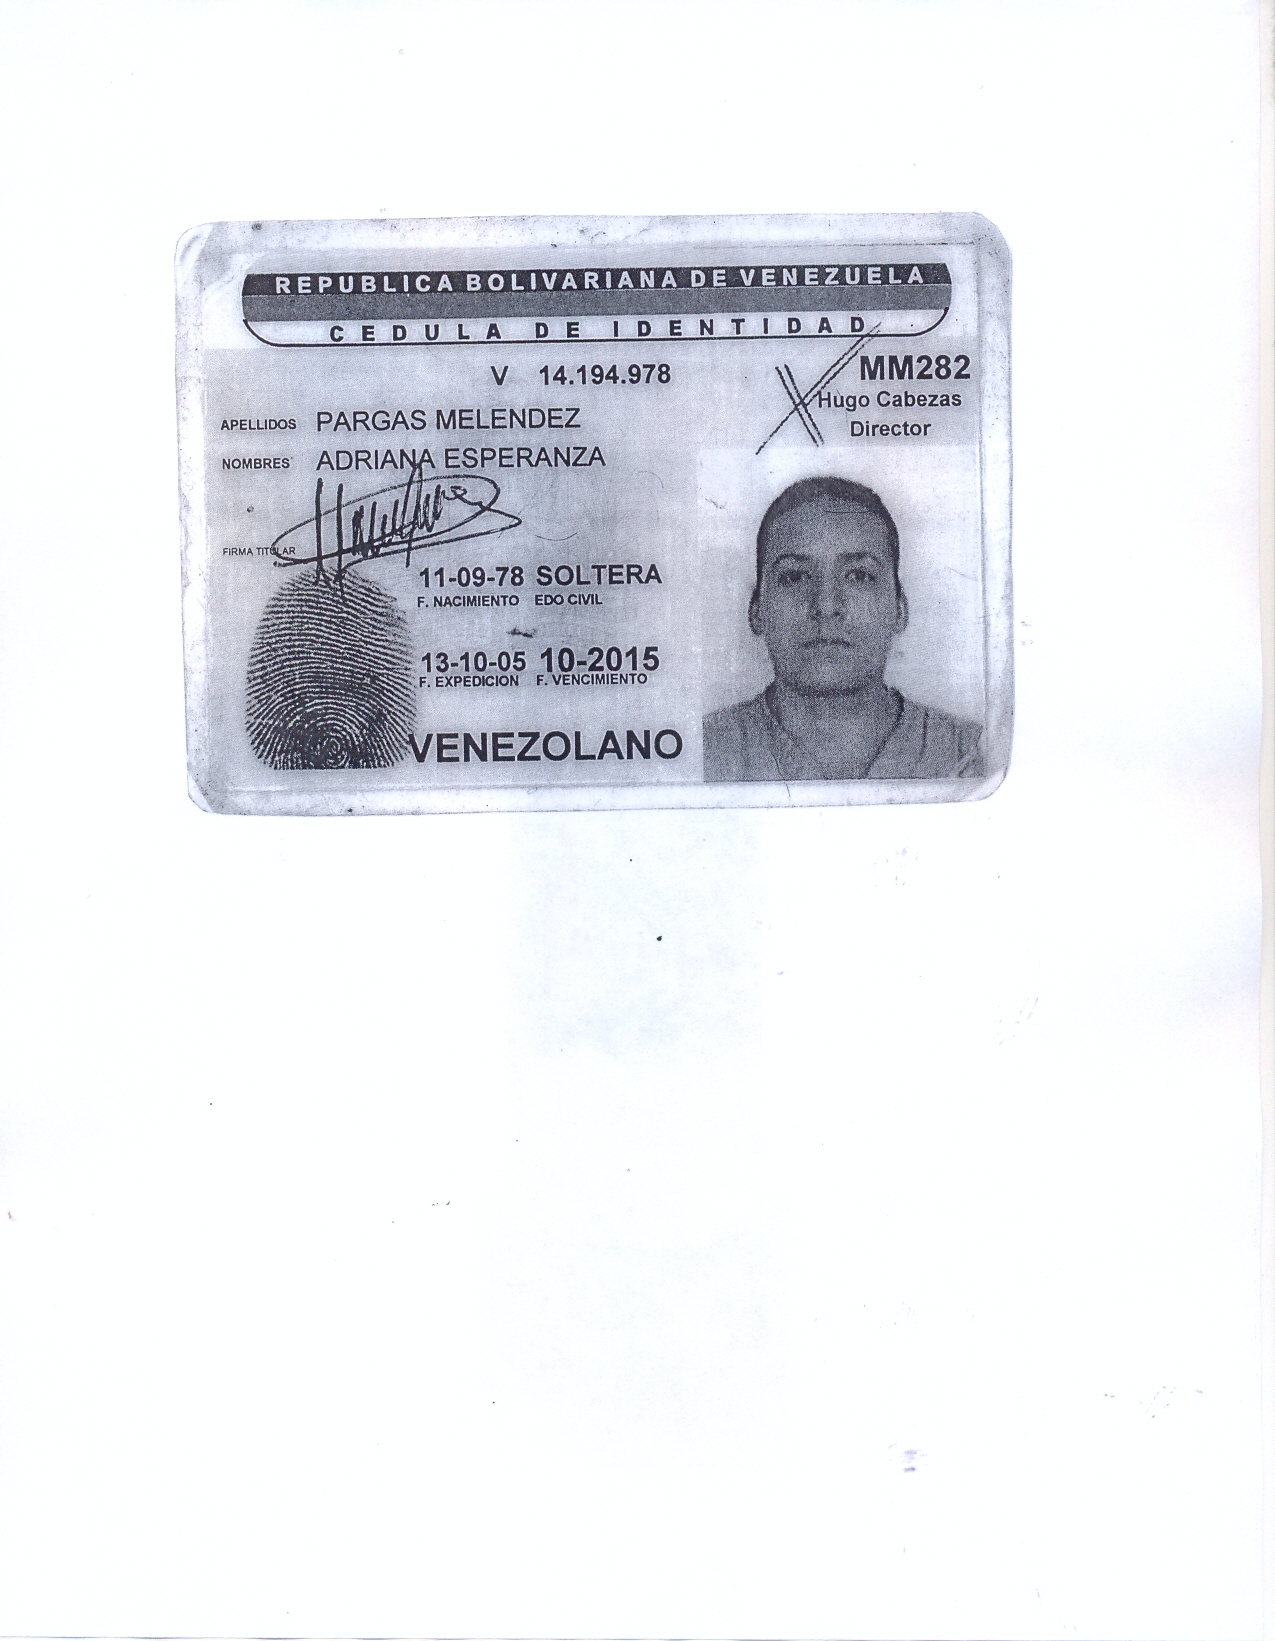 REPUBLICA BOLIVARIANA DE VENEZUELA
CEDULA DE IDENTIDAD
V 14.194.978
MM282
Hugo Cabezas
Director
APELLIDOS PARGAS MELENDEZ
NOMBRES ADRIANA ESPERANZA
FIRMA TITULAR
11-09-78 SOLTERA
F. NACIMIENTO EDO CIVIL
13-10-05 10-2015
F. EXPEDICION F. VENCIMIENTO
VENEZOLANO